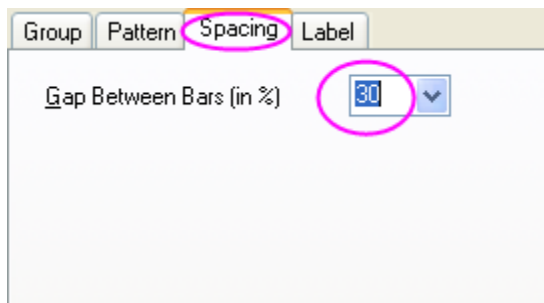 Group Pattern Spacing Label
Gap Between Bars (in %) 30